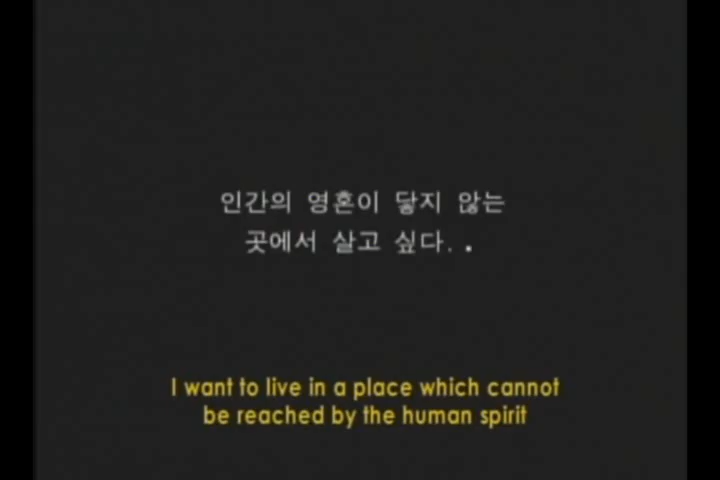 인간의 영혼이 닿지 않는
곳에서 살고 싶다. .
I want to live in a place which cannot
be reached by the human spirit